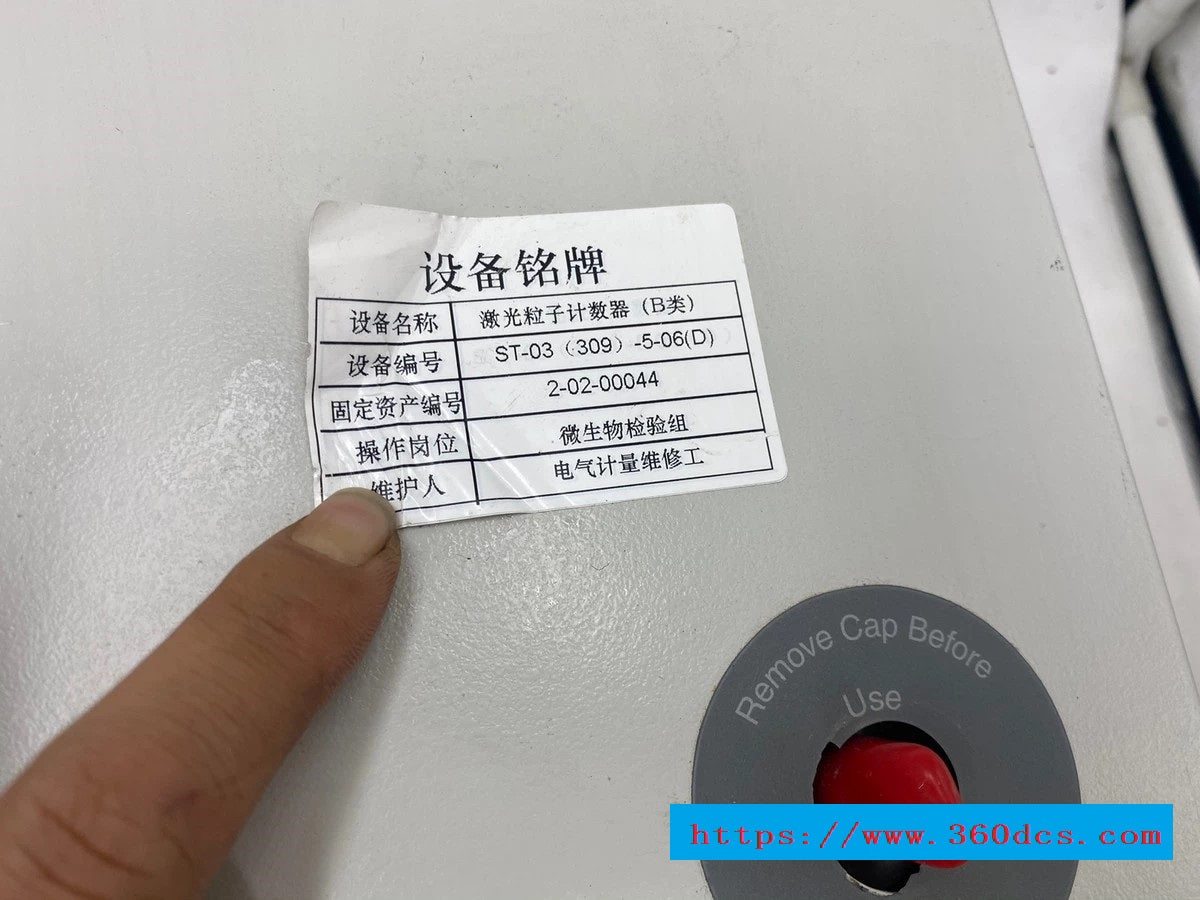 设备铭牌
设备名称 激光粒子计数器（B类）
设备编号 ST-03（309）-5-06(D)
固定资产编号 2-02-00044
操作岗位 微生物检验组
维护人 电气计量维修工
Remove Cap Before
Use
https://www.360dcs.com